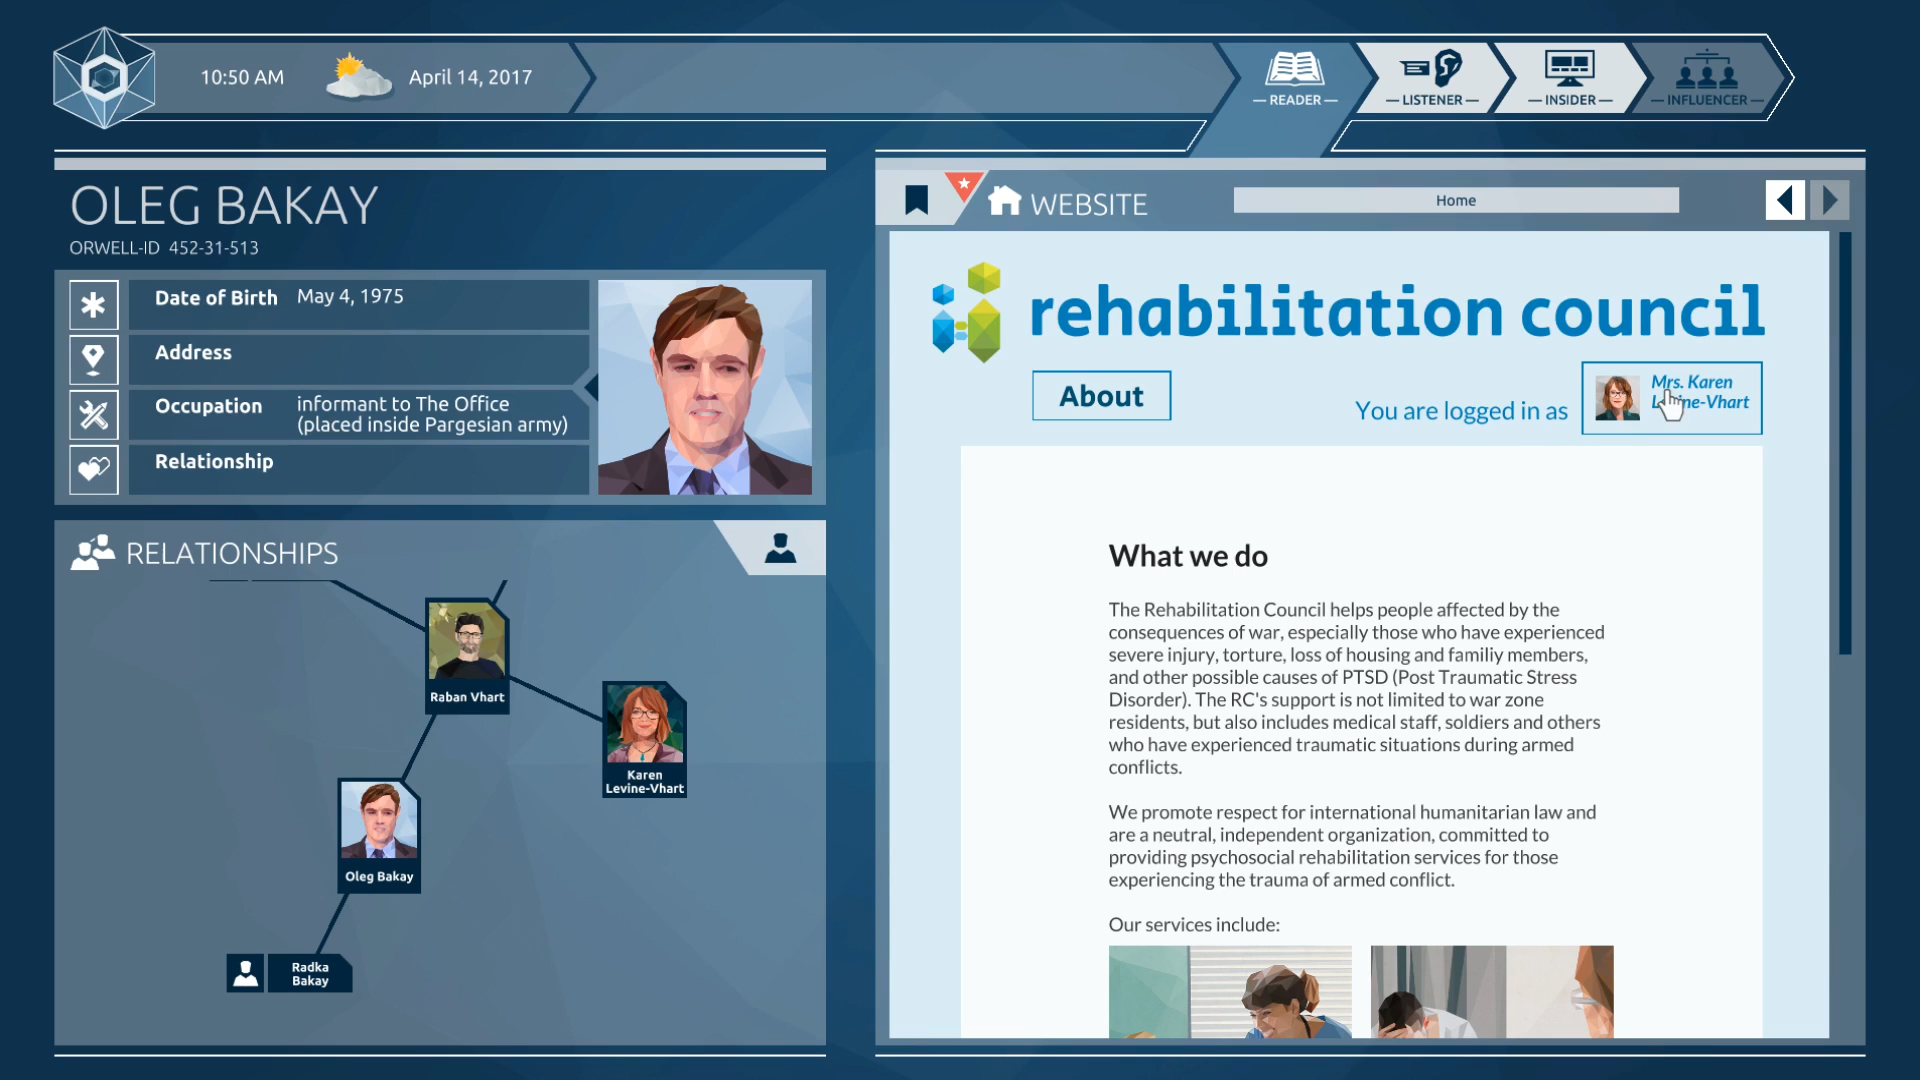 10:50 AM
April 14, 2017
READER
LISTENER
INSIDER
INFLUENCER
OLEG BAKAY
ORWELL-ID 452-31-513
Date of Birth May 4, 1975
Address
Occupation informant to The Office
(placed inside Pargesian army)
Relationship
RELATIONSHIPS
Raban Vhart
Karen
Levine-Vhart
Oleg Bakay
Radka
Bakay
WEBSITE
Home
rehabilitation council
About
You are logged in as
Mrs. Karen
Levine-Vhart
What we do
The Rehabilitation Council helps people affected by the
consequences of war, especially those who have experienced
severe injury, torture, loss of housing and familiy members,
and other possible causes of PTSD (Post Traumatic Stress
Disorder). The RC's support is not limited to war zone
residents, but also includes medical staff, soldiers and others
who have experienced traumatic situations during armed
conflicts.
We promote respect for international humanitarian law and
are a neutral, independent organization, committed to
providing psychosocial rehabilitation services for those
experiencing the trauma of armed conflict.
Our services include: